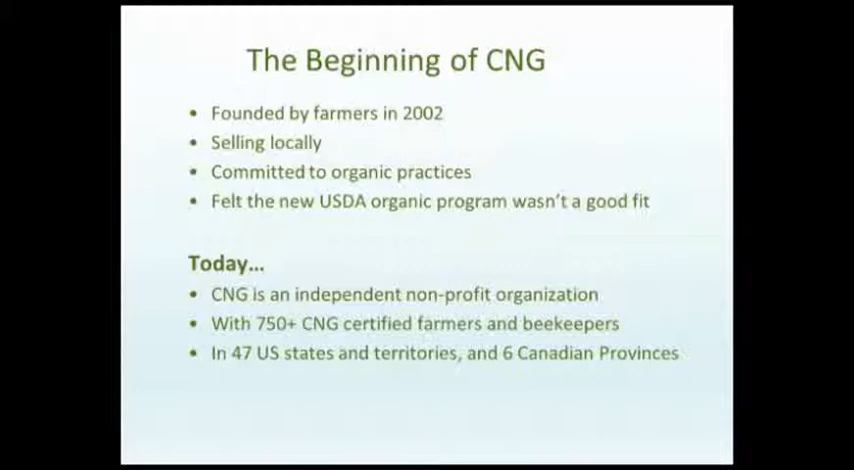 The Beginning of CNG
• Founded by farmers in 2002
• Selling locally
• Committed to organic practices
• Felt the new USDA organic program wasn't a good fit
Today...
• CNG is an independent non-profit organization
• With 750+ CNG certified farmers and beekeepers
• In 47 US states and territories, and 6 Canadian Provinces